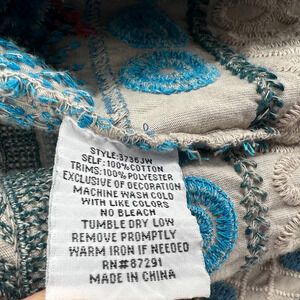 STYLE:3736JW
SELF:100%COTTON
TRIMS:100%POLYESTER
EXCLUSIVE OF DECORATION
MACHINE WASH COLD
WITH LIKE COLORS
NO BLEACH
TUMBLE DRY LOW
REMOVE PROMPTLY
WARM IRON IF NEEDED
RN#87291
MADE IN CHINA